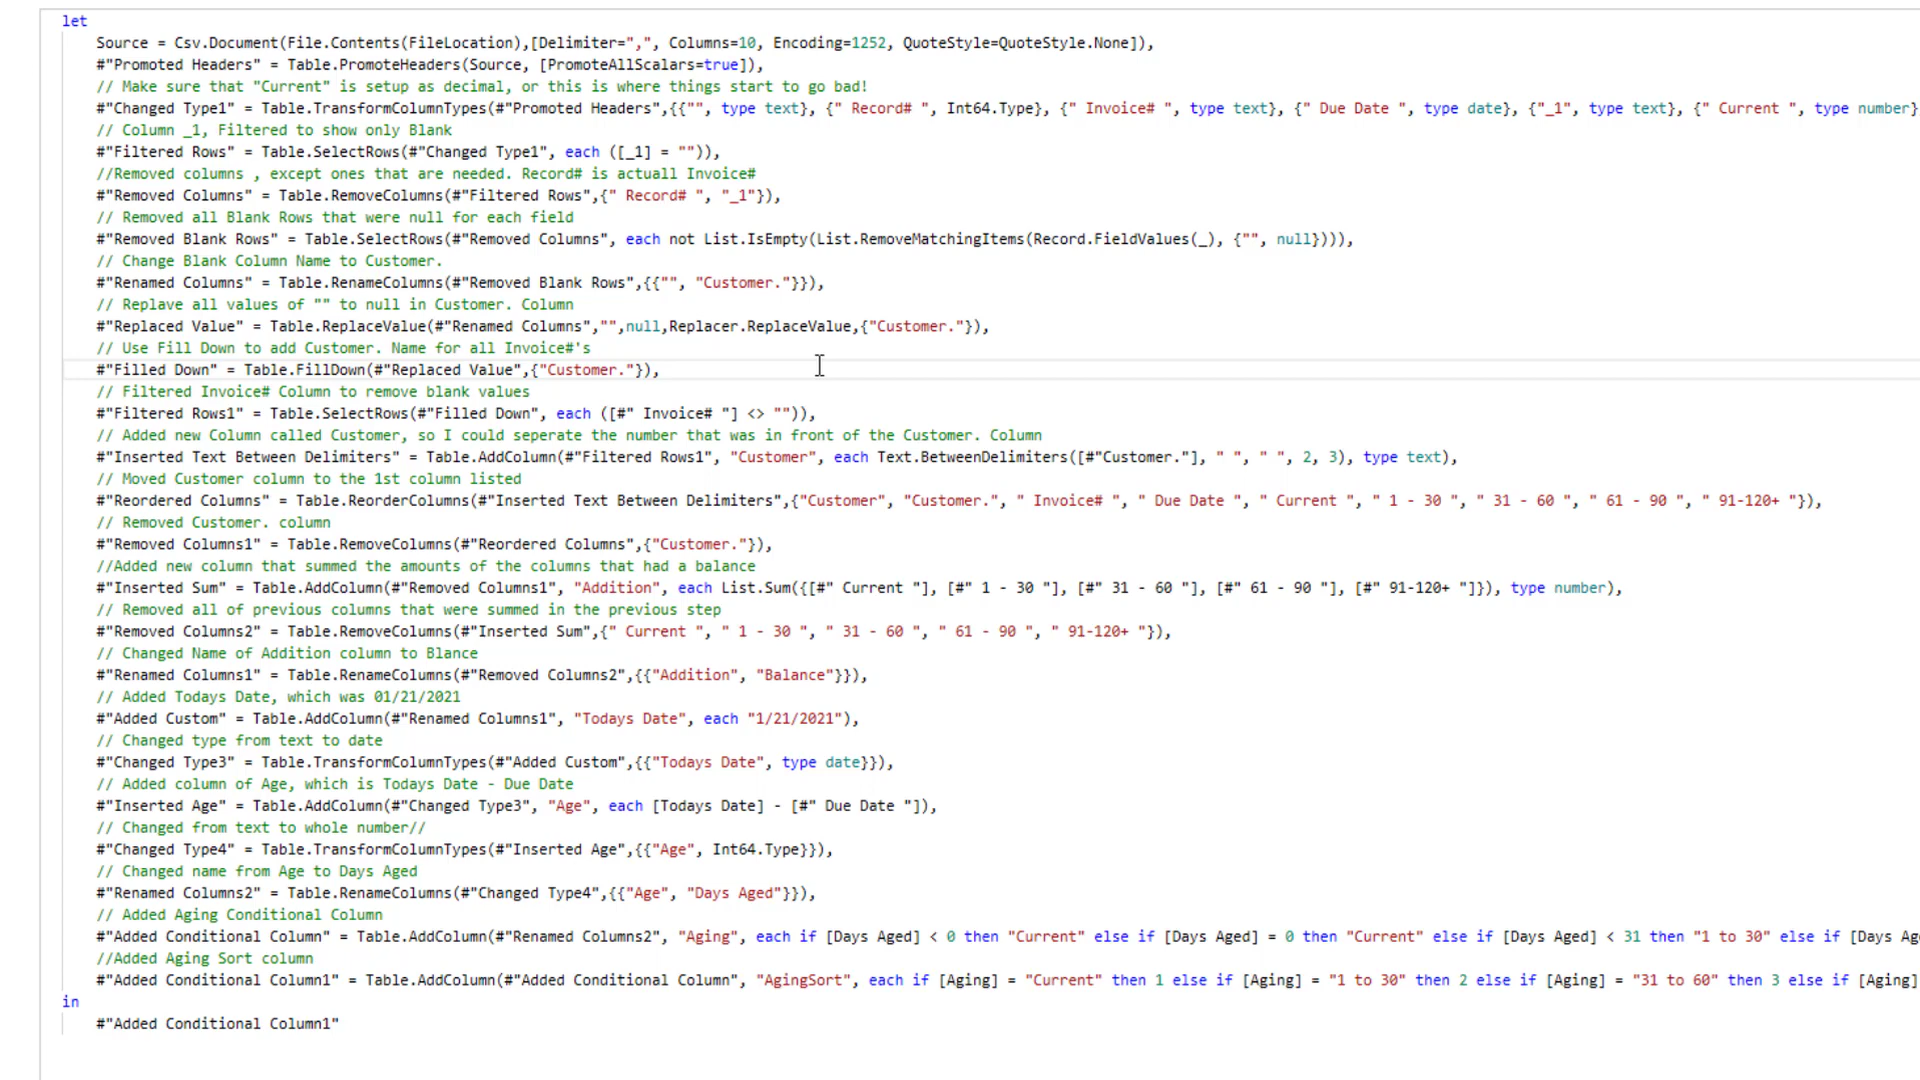 let
Source = Csv.Document(File.Contents(FileLocation),[Delimiter=",", Columns=10, Encoding=1252, QuoteStyle=QuoteStyle.None]),
#"Promoted Headers" = Table.PromoteHeaders(Source, [PromoteAllScalars=true]),
// Make sure that "Current" is setup as decimal, or this is where things start to go bad!
#"Changed Type1" = Table.TransformColumnTypes(#"Promoted Headers",{{"", type text}, {" Record# ", Int64.Type}, {" Invoice# ", type text}, {" Due Date ", type date}, {"_1", type text}, {" Current ", type number}
// Column _1, Filtered to show only Blank
#"Filtered Rows" = Table.SelectRows(#"Changed Type1", each ([_1] = "")),
//Removed columns , except ones that are needed. Record# is actuall Invoice#
#"Removed Columns" = Table.RemoveColumns(#"Filtered Rows",{" Record# ", "_1"}),
// Removed all Blank Rows that were null for each field
#"Removed Blank Rows" = Table.SelectRows(#"Removed Columns", each not List.IsEmpty(List.RemoveMatchingItems(Record.FieldValues(_), {"", null}))),
// Change Blank Column Name to Customer.
#"Renamed Columns" = Table.RenameColumns(#"Removed Blank Rows",{{"", "Customer."}}),
// Replave all values of "" to null in Customer. Column
#"Replaced Value" = Table.ReplaceValue(#"Renamed Columns","",null,Replacer.ReplaceValue,{"Customer."}),
// Use Fill Down to add Customer. Name for all Invoice#'s
#"Filled Down" = Table.FillDown(#"Replaced Value",{"Customer."}),
// Filtered Invoice# Column to remove blank values
#"Filtered Rows1" = Table.SelectRows(#"Filled Down", each ([#" Invoice# "] <> "")),
// Added new Column called Customer, so I could seperate the number that was in front of the Customer. Column
#"Inserted Text Between Delimiters" = Table.AddColumn(#"Filtered Rows1", "Customer", each Text.BetweenDelimiters([#"Customer."], " ", " ", 2, 3), type text),
// Moved Customer column to the 1st column listed
#"Reordered Columns" = Table.ReorderColumns(#"Inserted Text Between Delimiters",{"Customer", "Customer.", " Invoice# ", " Due Date ", " Current ", " 1 - 30 ", " 31 - 60 ", " 61 - 90 ", " 91-120+ "}),
// Removed Customer. column
#"Removed Columns1" = Table.RemoveColumns(#"Reordered Columns",{"Customer."}),
//Added new column that summed the amounts of the columns that had a balance
#"Inserted Sum" = Table.AddColumn(#"Removed Columns1", "Addition", each List.Sum({[#" Current "], [#" 1 - 30 "], [#" 31 - 60 "], [#" 61 - 90 "], [#" 91-120+ "]}), type number),
// Removed all of previous columns that were summed in the previous step
#"Removed Columns2" = Table.RemoveColumns(#"Inserted Sum",{" Current ", " 1 - 30 ", " 31 - 60 ", " 61 - 90 ", " 91-120+ "}),
// Changed Name of Addition column to Blance
#"Renamed Columns1" = Table.RenameColumns(#"Removed Columns2",{{"Addition", "Balance"}}),
// Added Todays Date, which was 01/21/2021
#"Added Custom" = Table.AddColumn(#"Renamed Columns1", "Todays Date", each "1/21/2021"),
// Changed type from text to date
#"Changed Type3" = Table.TransformColumnTypes(#"Added Custom",{{"Todays Date", type date}}),
// Added column of Age, which is Todays Date - Due Date
#"Inserted Age" = Table.AddColumn(#"Changed Type3", "Age", each [Todays Date] - [#" Due Date "]),
// Changed from text to whole number//
#"Changed Type4" = Table.TransformColumnTypes(#"Inserted Age",{{"Age", Int64.Type}}),
// Changed name from Age to Days Aged
#"Renamed Columns2" = Table.RenameColumns(#"Changed Type4",{{"Age", "Days Aged"}}),
// Added Aging Conditional Column
#"Added Conditional Column" = Table.AddColumn(#"Renamed Columns2", "Aging", each if [Days Aged] < 0 then "Current" else if [Days Aged] = 0 then "Current" else if [Days Aged] < 31 then "1 to 30" else if [Days Ag
//Added Aging Sort column
#"Added Conditional Column1" = Table.AddColumn(#"Added Conditional Column", "AgingSort", each if [Aging] = "Current" then 1 else if [Aging] = "1 to 30" then 2 else if [Aging] = "31 to 60" then 3 else if [Aging]
in
#"Added Conditional Column1"